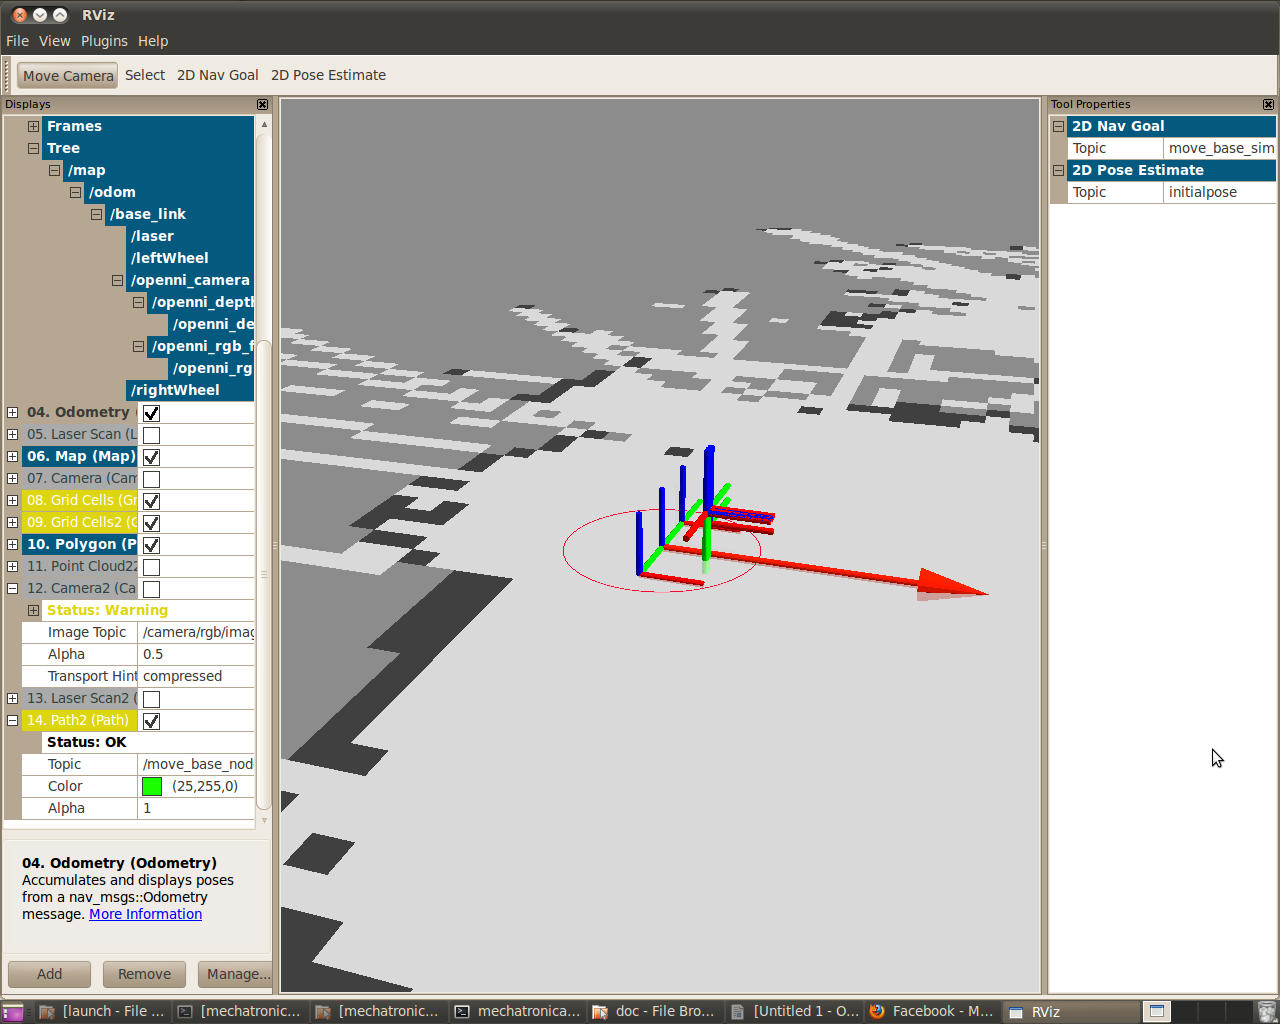 RViz
File View Plugins Help
Move Camera Select 2D Nav Goal 2D Pose Estimate
Displays
Frames
Tree
/map
/odom
/base_link
/laser
/leftWheel
/openni_camera
/openni_depth
/openni_de
/openni_rgb_f
/openni_rg
/rightWheel
04. Odometry (
05. Laser Scan (L
06. Map (Map)
07. Camera (Cam
08. Grid Cells (Gr
09. Grid Cells2 (G
10. Polygon (P
11. Point Cloud22
12. Camera2 (Ca
Status: Warning
Image Topic /camera/rgb/imag
Alpha 0.5
Transport Hint compressed
13. Laser Scan2 (
14. Path2 (Path)
Status: OK
Topic /move_base_nod
Color (25,255,0)
Alpha 1
04. Odometry (Odometry)
Accumulates and displays poses
from a nav_msgs::Odometry
message. More Information
Add Remove Manage...
Tool Properties
2D Nav Goal
Topic move_base_sim
2D Pose Estimate
Topic initialpose
[launch - File ... [mechatronic... [mechatronic... mechatronica... doc - File Bro... [Untitled 1 - O... Facebook - M... RViz